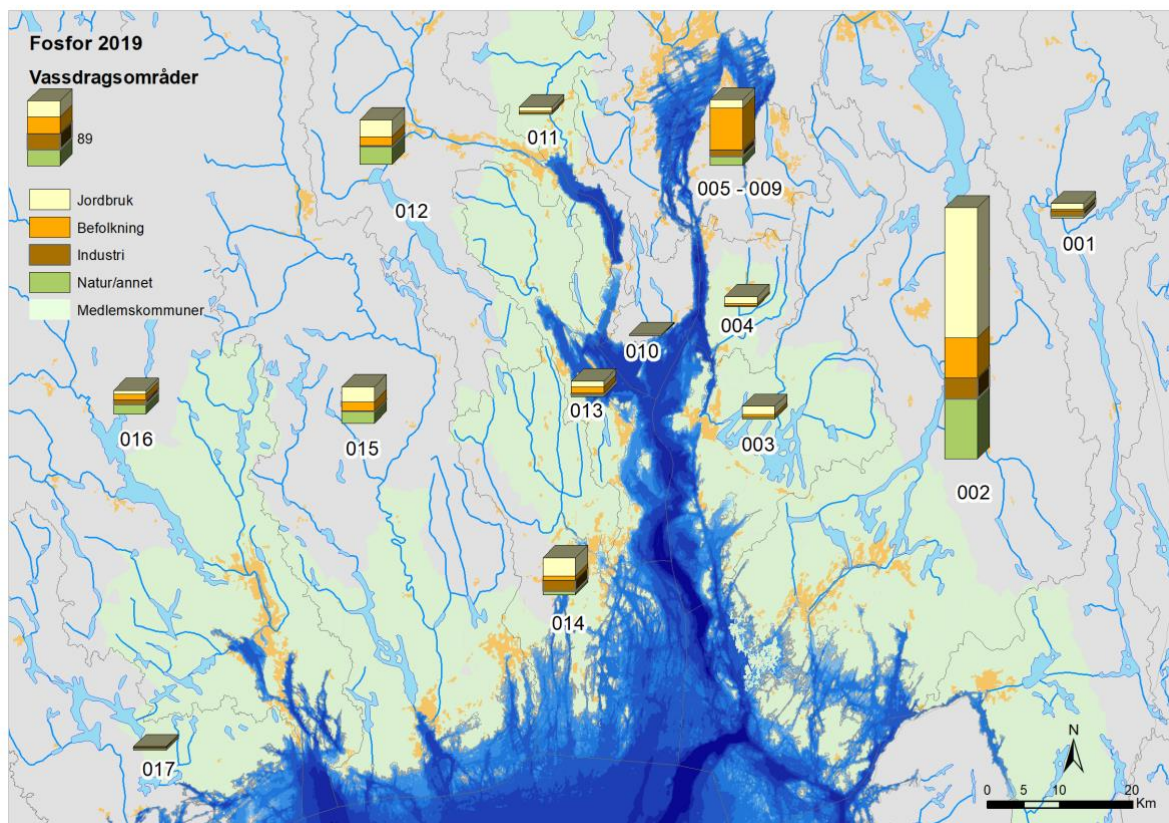 Fosfor 2019
Vassdragsområder
89
Jordbruk
Befolkning
Industri
Natur/annet
Medlemskommuner
011
012
005 - 009
001
004
010
013
016
015
003
002
014
017
N
0 5 10 20
Km